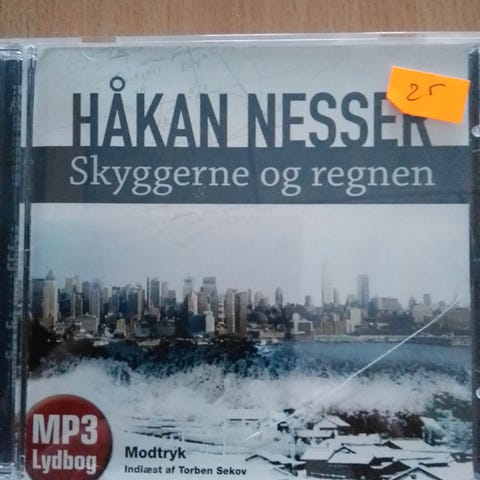 HÅKAN NESSER
25
Skyggerne og regnen
MP3
Lydbog
Modtryk
Indlæst af Torben Sekov